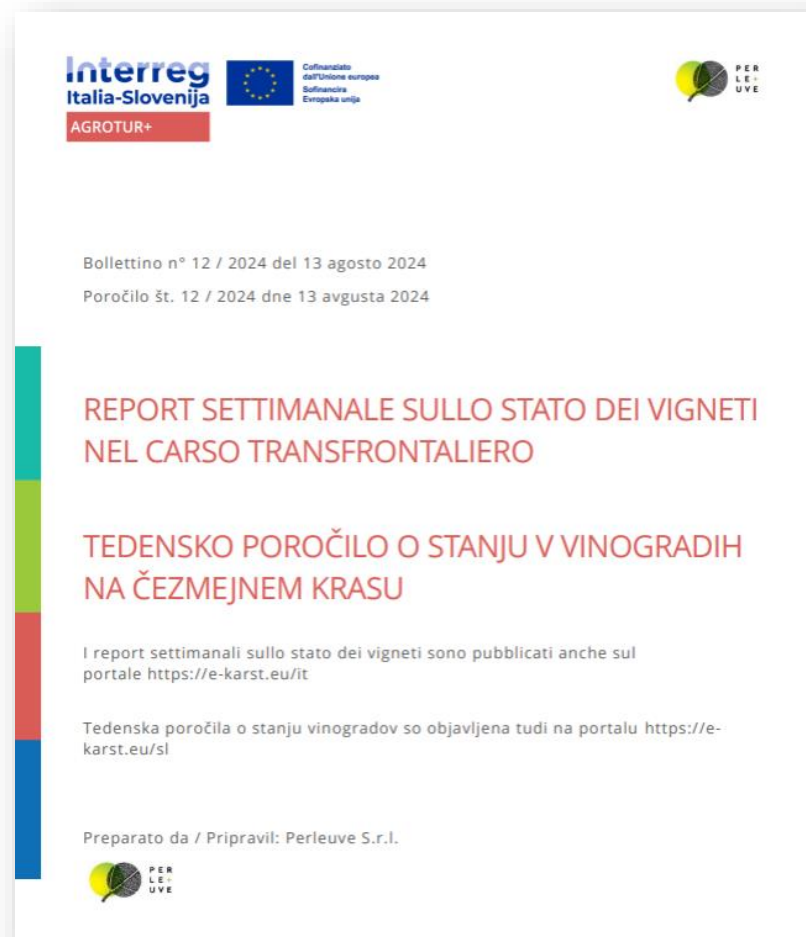 Interreg
Italia-Slovenija
AGROTUR+
Cofinanziato
dall'Unione europea
Sofinancira
Evropska unija
PER
LE+
UVE
Bollettino n° 12 / 2024 del 13 agosto 2024
Poročilo št. 12 / 2024 dne 13 avgusta 2024
REPORT SETTIMANALE SULLO STATO DEI VIGNETI
NEL CARSO TRANSFRONTALIERO
TEDENSKO POROČILO O STANJU V VINOGRADIH
NA ČEZMEJNEM KRASU
I report settimanali sullo stato dei vigneti sono pubblicati anche sul
portale https://e-karst.eu/it
Tedenska poročila o stanju vinogradov so objavljena tudi na portalu https://e-
karst.eu/sl
Preparato da / Pripravil: Perleuve S.r.l.
PER
LE+
UVE